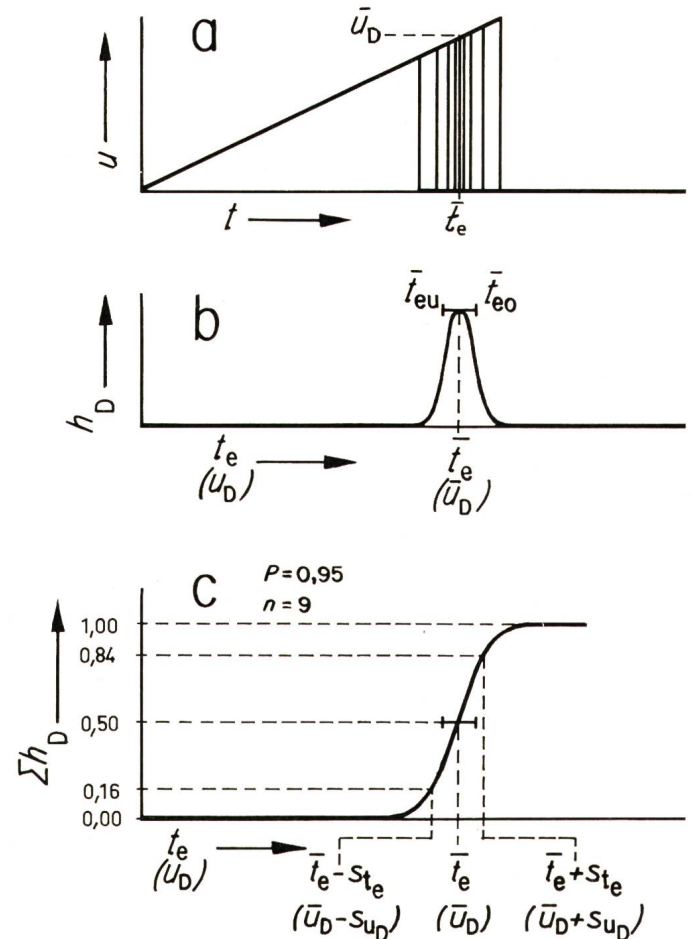 a
ū_D
u
t
t̄_e
b
t̄_eu t̄_eo
h_D
t_e
(u_D)
t̄_e
(ū_D)
c
P=0,95
n=9
1,00
0,84
0,50
0,16
0,00
Σh_D
t_e
(u_D)
t̄_e-s_te t̄_e t̄_e+s_te
(ū_D-s_uD) (ū_D) (ū_D+s_uD)